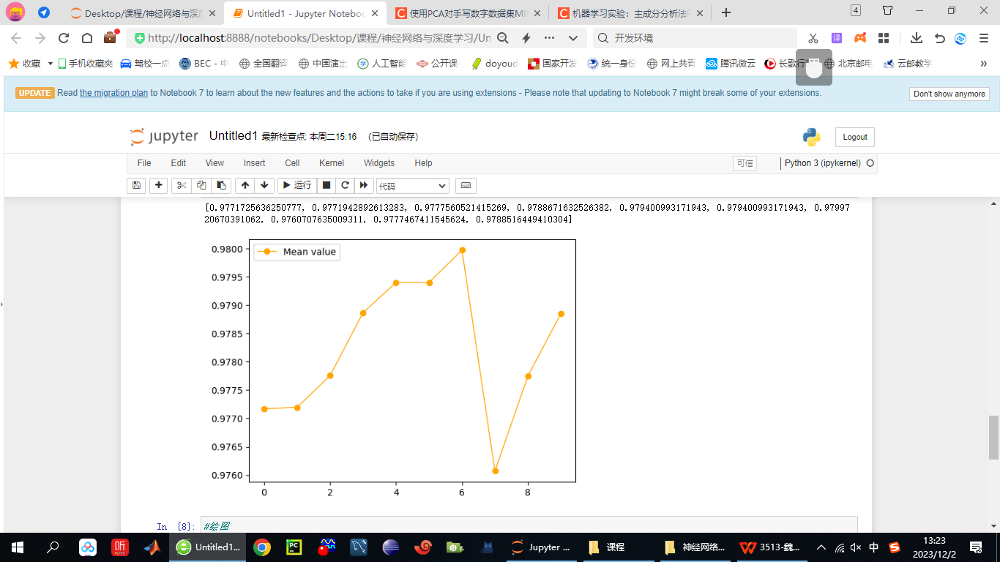 Desktop/课程/神经网络与深度
Untitled1 - Jupyter Notebo
使用PCA对手写数字数据集MI
机器学习实验：主成分分析法P
4
http://localhost:8888/notebooks/Desktop/课程/神经网络与深度学习/Un
开发环境
译
收藏
手机收藏夹
驾校一点
BEC - 中
全国翻译
中国演出
人工智能
公开课
doyoud
国家开发
统一身份
网上共青
腾讯微云
长歌行
北京邮电
云邮教学
UPDATE Read the migration plan to Notebook 7 to learn about the new features and the actions to take if you are using extensions - Please note that updating to Notebook 7 might break some of your extensions.
Don't show anymore
jupyter
Untitled1 最新检查点: 本周二15:16 (已自动保存)
Logout
File Edit View Insert Cell Kernel Widgets Help
可信
Python 3 (ipykernel)
运行
代码
[0.9771725636250777, 0.9771942892613283, 0.9777560521415269, 0.9788671632526382, 0.979400993171943, 0.979400993171943, 0.97997
20670391062, 0.9760707635009311, 0.9777467411545624, 0.9788516449410304]
Mean value
0.9800
0.9795
0.9790
0.9785
0.9780
0.9775
0.9770
0.9765
0.9760
0 2 4 6 8
In [8]:
#绘图
听
LIVE
Untitled1...
PC
Jupyter ...
课程
神经网络...
3513-魏...
中
13:23
2023/12/2